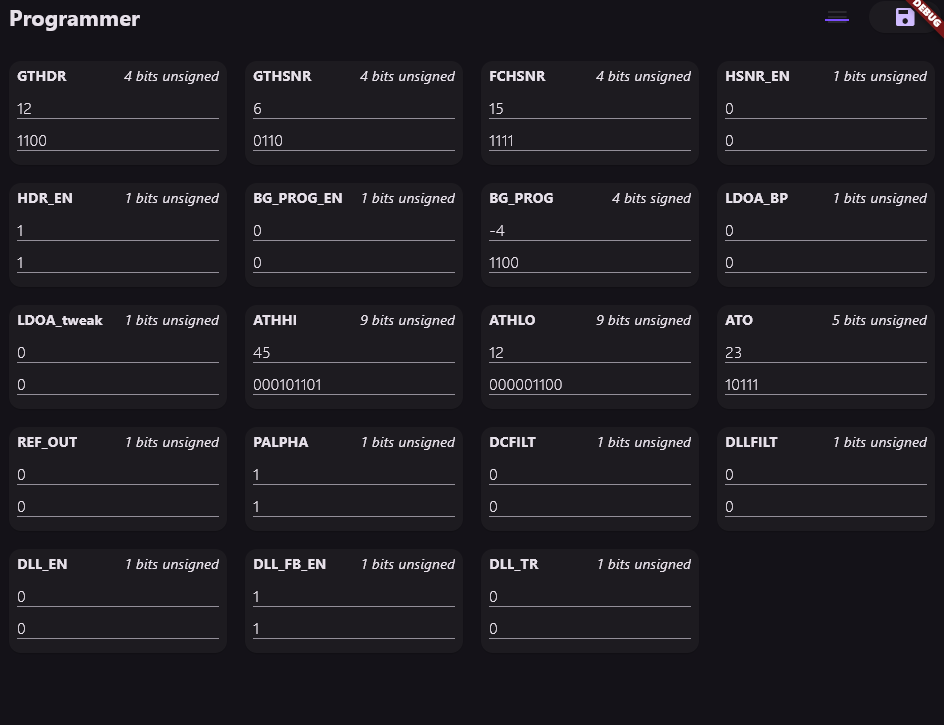 Programmer
DEBUG
GTHDR 4 bits unsigned
12
1100
GTHSNR 4 bits unsigned
6
0110
FCHSNR 4 bits unsigned
15
1111
HSNR_EN 1 bits unsigned
0
0
HDR_EN 1 bits unsigned
1
1
BG_PROG_EN 1 bits unsigned
0
0
BG_PROG 4 bits signed
-4
1100
LDOA_BP 1 bits unsigned
0
0
LDOA_tweak 1 bits unsigned
0
0
ATHHI 9 bits unsigned
45
000101101
ATHLO 9 bits unsigned
12
000001100
ATO 5 bits unsigned
23
10111
REF_OUT 1 bits unsigned
0
0
PALPHA 1 bits unsigned
1
1
DCFILT 1 bits unsigned
0
0
DLLFILT 1 bits unsigned
0
0
DLL_EN 1 bits unsigned
0
0
DLL_FB_EN 1 bits unsigned
1
1
DLL_TR 1 bits unsigned
0
0